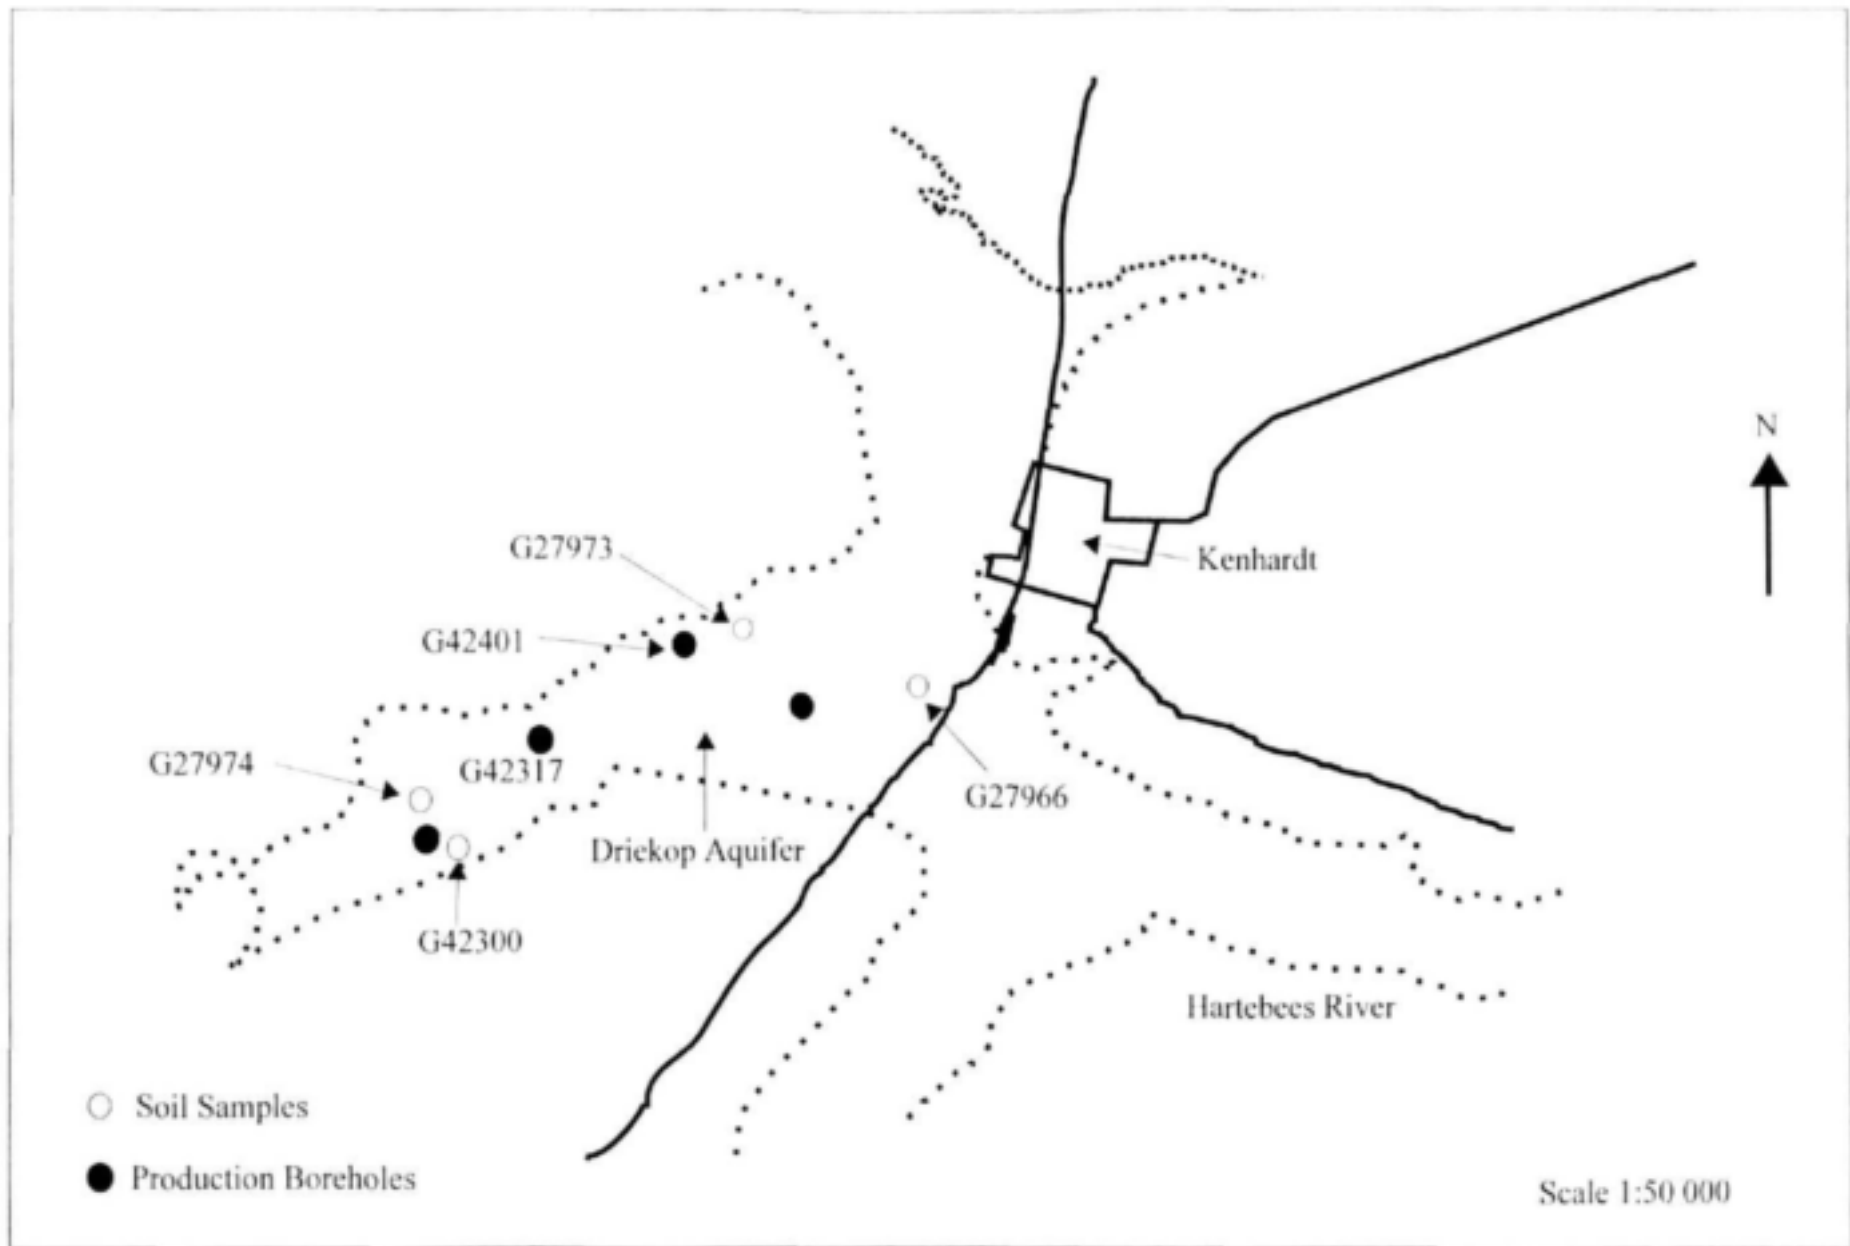 N
G27973
Kenhardt
G42401
G27974
G42317
G27966
Driekop Aquifer
G42300
Hartebees River
Soil Samples
Production Boreholes
Scale 1:50 000